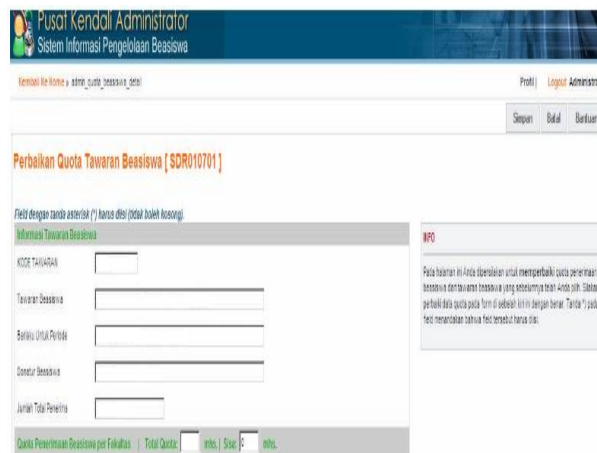 Pusat Kendali Administrator
Sistem Informasi Pengelolaan Beasiswa
Kembali Ke Home » admin_quota_beasiswa_detail
Profil | Logout Administra
Simpan Batal Bantuan
Perbaikan Quota Tawaran Beasiswa [ SDR010701 ]
Field dengan tanda asterisk (*) harus diisi (tidak boleh kosong).
Informasi Tawaran Beasiswa
KODE TAWARAN
Tawaran Beasiswa
Berlaku Untuk Periode
Donatur Beasiswa
Jumlah Total Penerima
Quota Penerimaan Beasiswa per Fakultas | Total Quota: mhs. | Sisa: 0 mhs.
INFO
Pada halaman ini Anda dipersilakan untuk memperbaiki quota penerimaan
beasiswa dari tawaran beasiswa yang sebelumnya telah Anda pilih. Silakan
perbaiki data quota pada form di sebelah kiri ini dengan benar. Tanda *) pada
field menandakan bahwa field tersebut harus diisi.